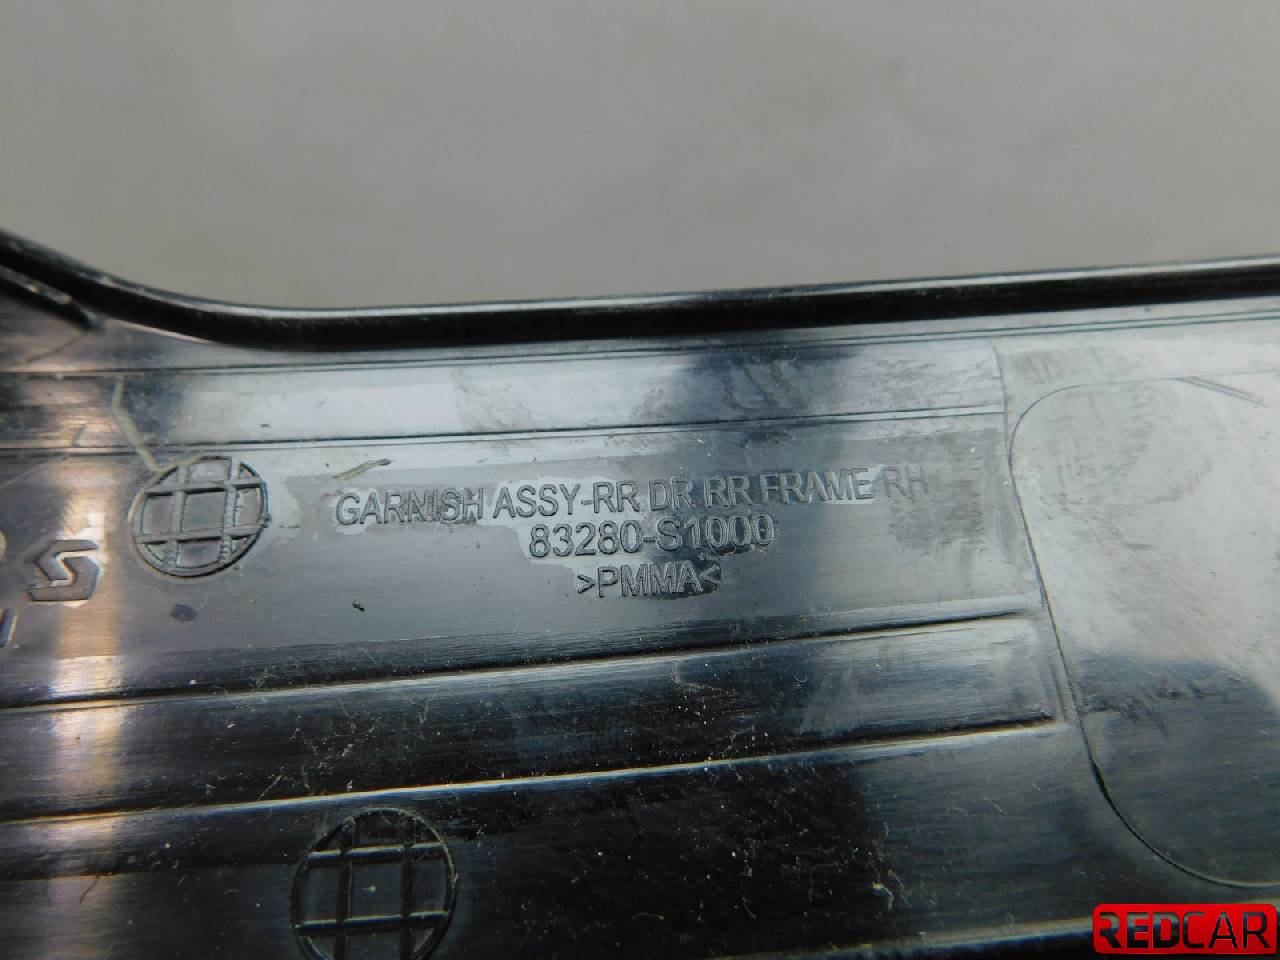 GARNISH ASSY-RR DR RR FRAME RH
83280-S1000
>PMMA<
REDCAR